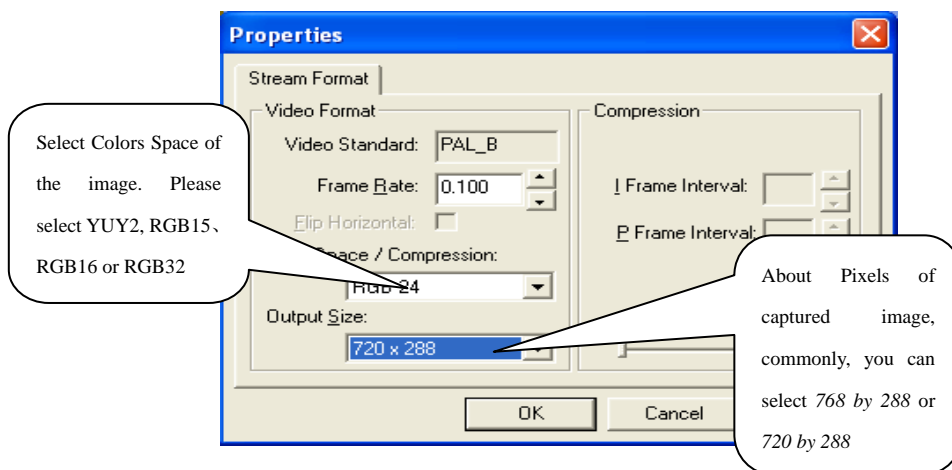 Properties
Stream Format
Video Format
Video Standard: PAL_B
Frame Rate: 0.100
Flip Horizontal:
Space / Compression:
RGB 24
Output Size:
720 x 288
Compression
I Frame Interval:
P Frame Interval:
OK
Cancel
Select Colors Space of
the image. Please
select YUY2, RGB15、
RGB16 or RGB32
About Pixels of
captured image,
commonly, you can
select 768 by 288 or
720 by 288